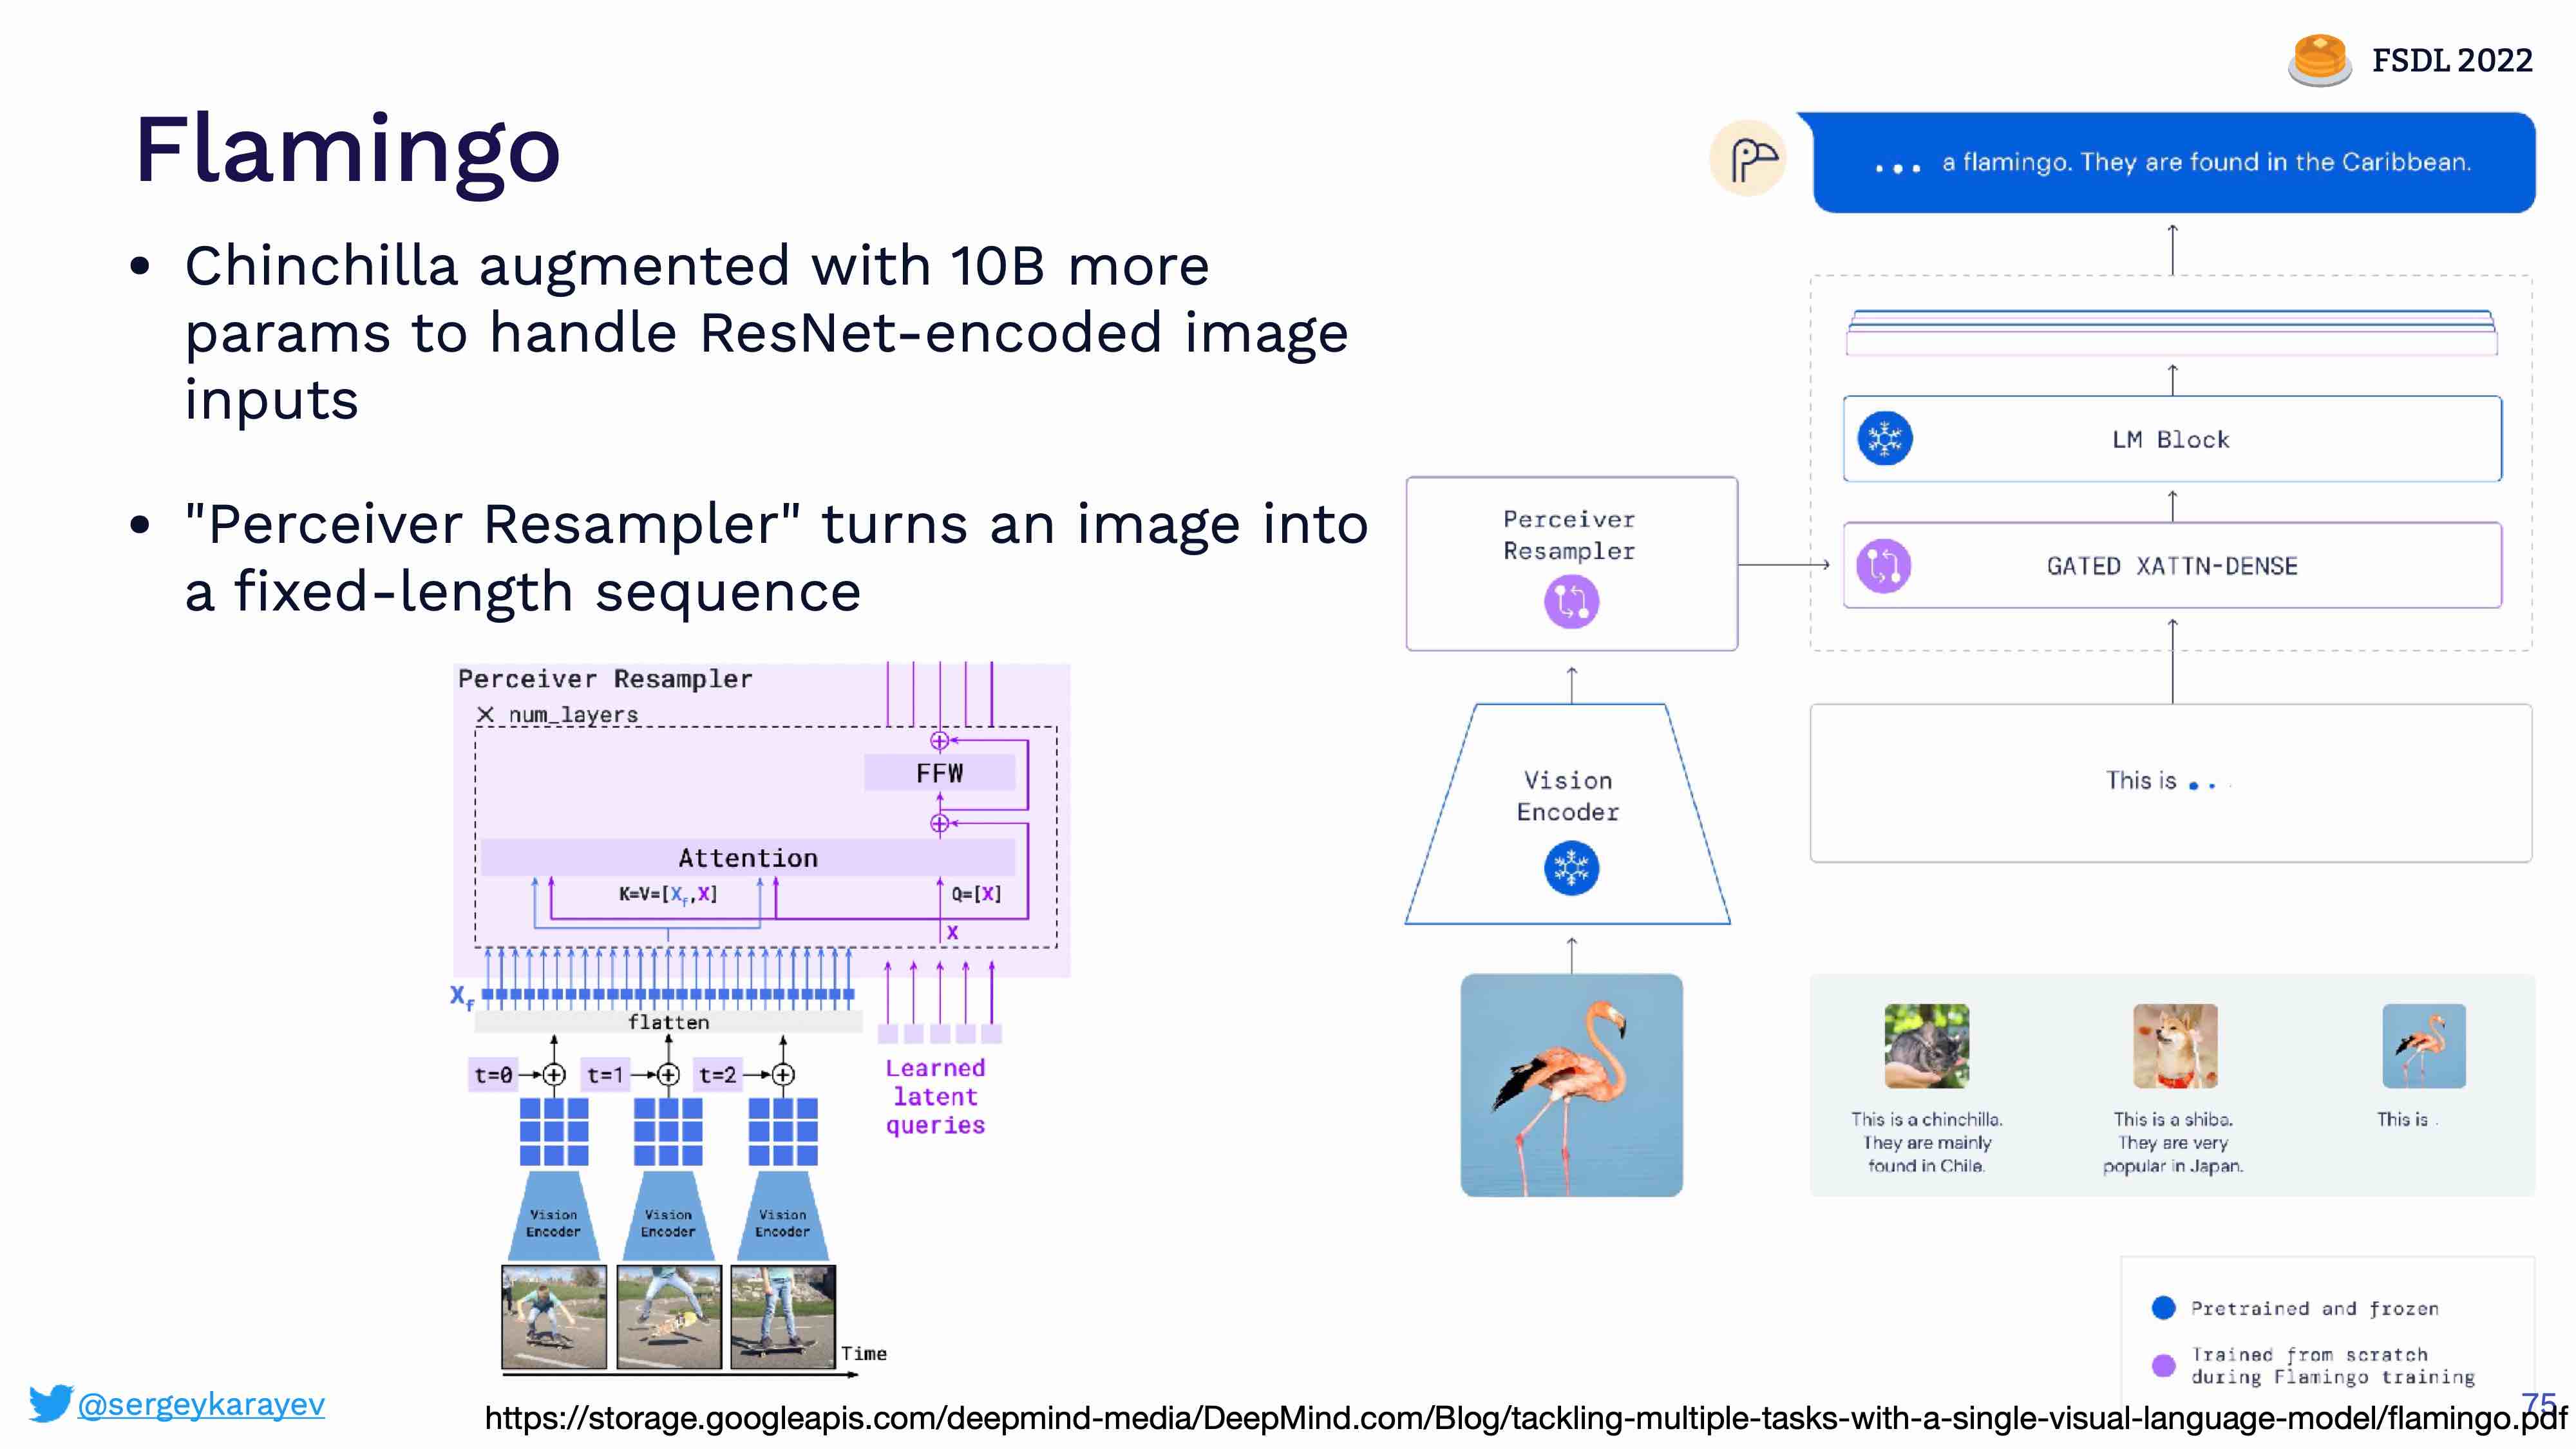 FSDL 2022
Flamingo
• Chinchilla augmented with 10B more
params to handle ResNet-encoded image
inputs
• "Perceiver Resampler" turns an image into
a fixed-length sequence
Perceiver Resampler
× num_layers
FFW
Attention
K=V=[Xf,X]
Q=[X]
X
Xf
flatten
t=0
t=1
t=2
Learned
latent
queries
Vision
Encoder
Vision
Encoder
Vision
Encoder
Time
... a flamingo. They are found in the Caribbean.
LM Block
Perceiver
Resampler
GATED XATTN-DENSE
Vision
Encoder
This is ...
This is a chinchilla.
They are mainly
found in Chile.
This is a shiba.
They are very
popular in Japan.
This is .
Pretrained and frozen
Trained from scratch
during Flamingo training
@sergeykarayev
75
https://storage.googleapis.com/deepmind-media/DeepMind.com/Blog/tackling-multiple-tasks-with-a-single-visual-language-model/flamingo.pdf